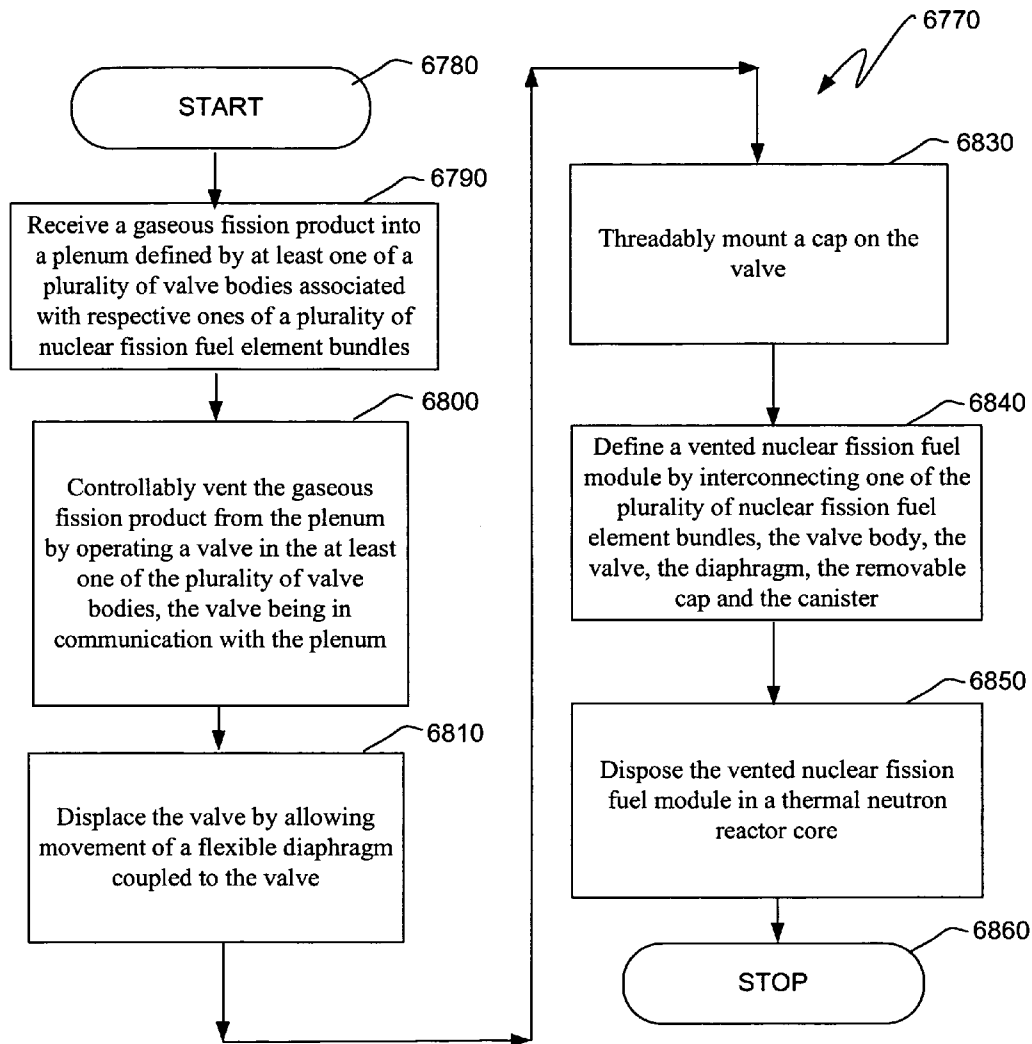 6770
6780
START
6790
Receive a gaseous fission product into
a plenum defined by at least one of a
plurality of valve bodies associated
with respective ones of a plurality of
nuclear fission fuel element bundles
6800
Controllably vent the gaseous
fission product from the plenum
by operating a valve in the at least
one of the plurality of valve
bodies, the valve being in
communication with the plenum
6810
Displace the valve by allowing
movement of a flexible diaphragm
coupled to the valve
6830
Threadably mount a cap on the
valve
6840
Define a vented nuclear fission fuel
module by interconnecting one of the
plurality of nuclear fission fuel
element bundles, the valve body, the
valve, the diaphragm, the removable
cap and the canister
6850
Dispose the vented nuclear fission
fuel module in a thermal neutron
reactor core
6860
STOP